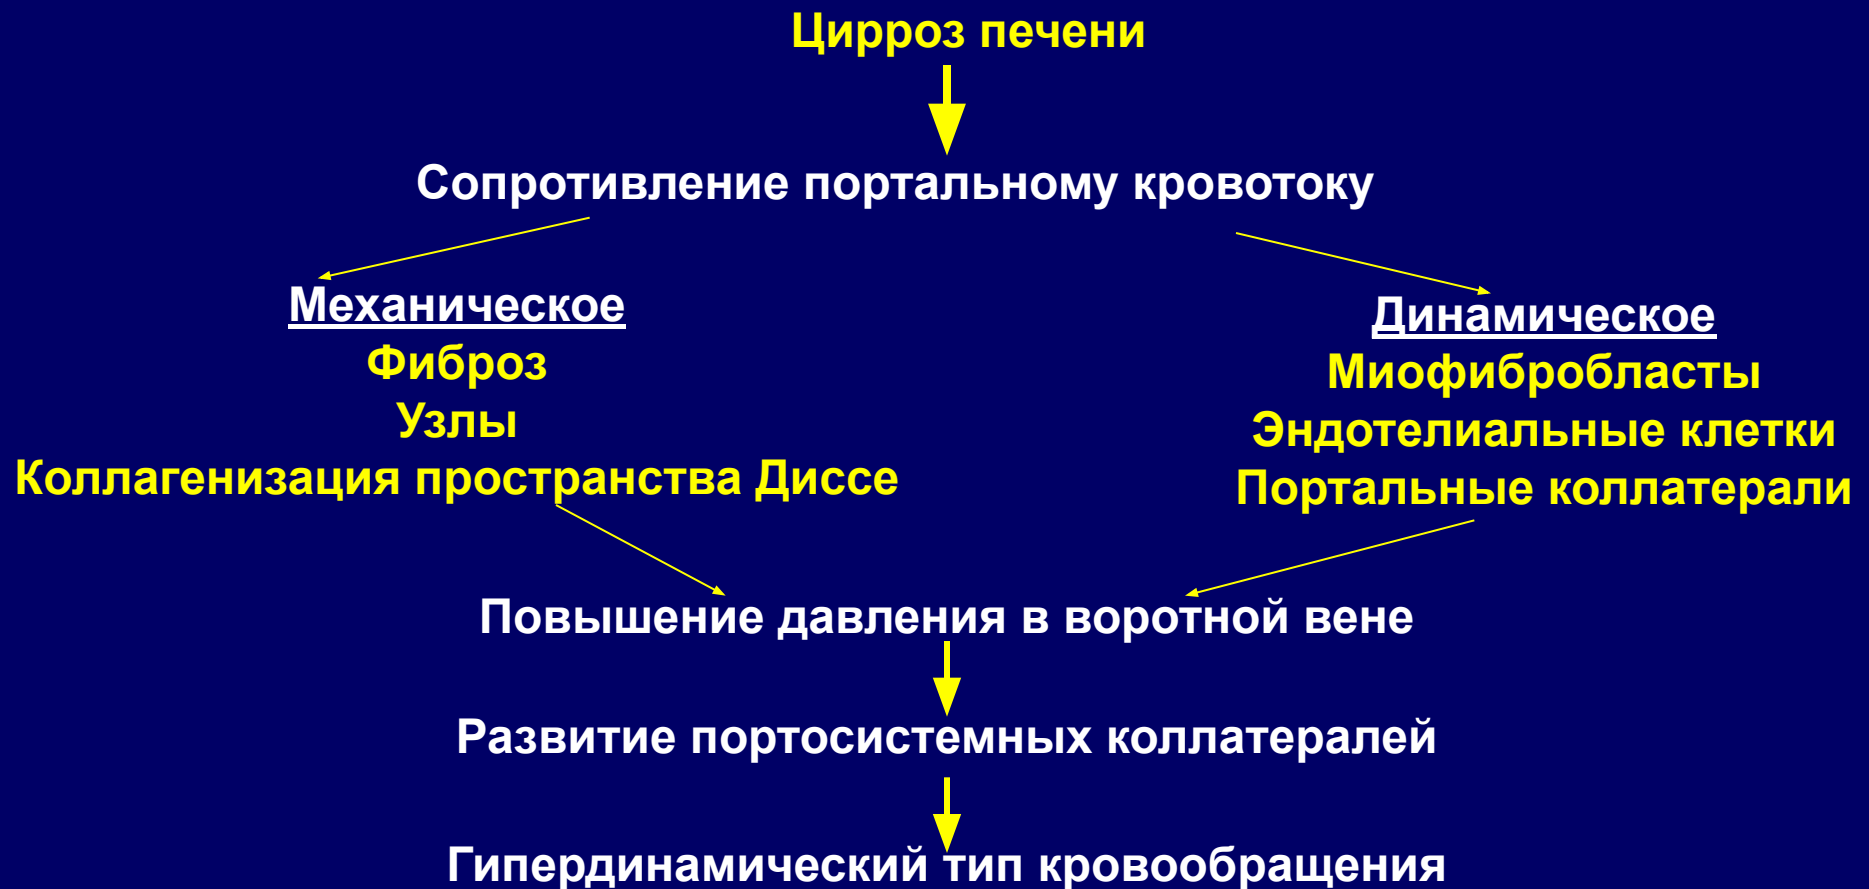 Цирроз печени
Сопротивление портальному кровотоку
Механическое
Фиброз
Узлы
Коллагенизация пространства Диссе
Динамическое
Миофибробласты
Эндотелиальные клетки
Портальные коллатерали
Повышение давления в воротной вене
Развитие портосистемных коллатералей
Гипердинамический тип кровообращения